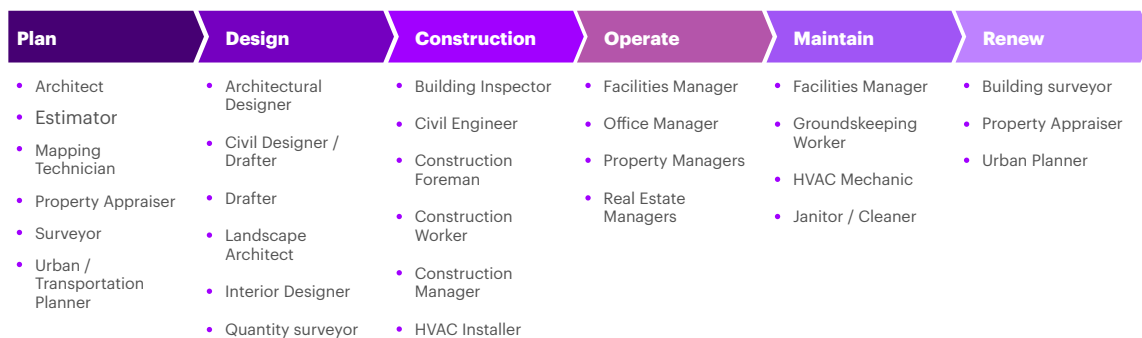 Plan
Architect
Estimator
Mapping
Technician
Property Appraiser
Surveyor
Urban /
Transportation
Planner
Design
Architectural
Designer
Civil Designer /
Drafter
Drafter
Landscape
Architect
Interior Designer
Quantity surveyor
Construction
Building Inspector
Civil Engineer
Construction
Foreman
Construction
Worker
Construction
Manager
HVAC Installer
Operate
Facilities Manager
Office Manager
Property Managers
Real Estate
Managers
Maintain
Facilities Manager
Groundskeeping
Worker
HVAC Mechanic
Janitor / Cleaner
Renew
Building surveyor
Property Appraiser
Urban Planner